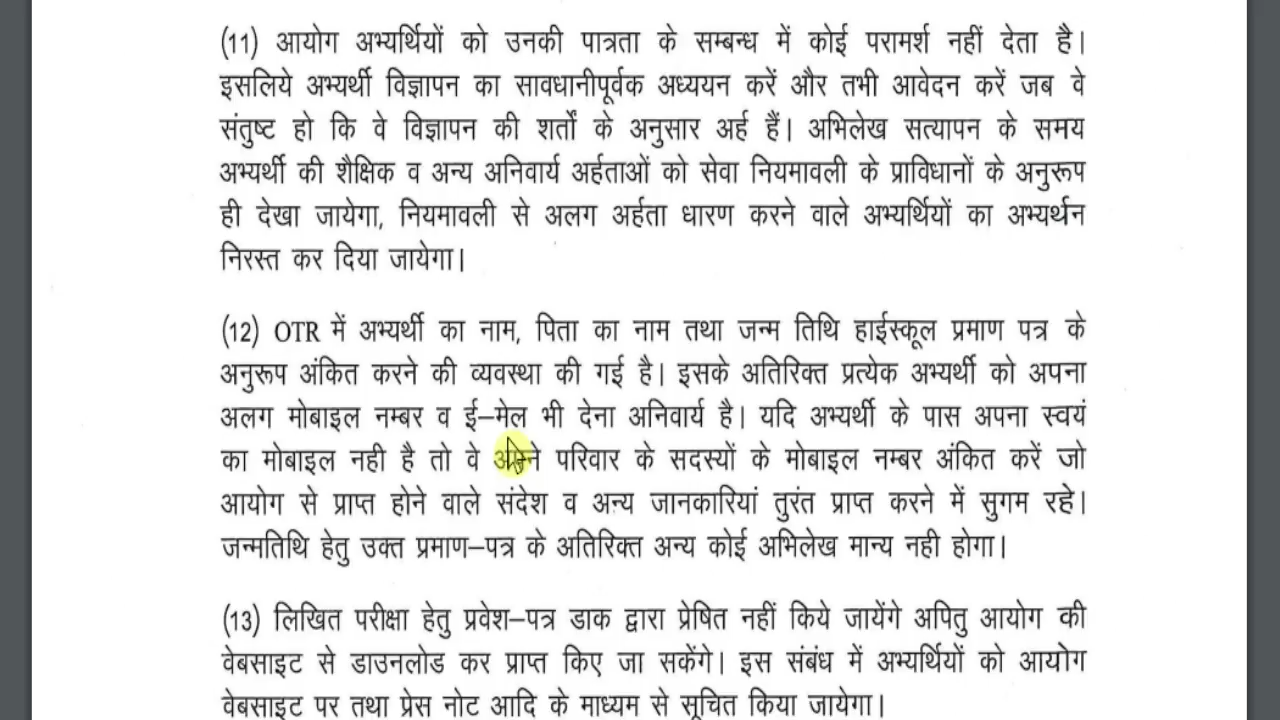 (11) आयोग अभ्यर्थियों को उनकी पात्रता के सम्बन्ध में कोई परामर्श नहीं देता है।
इसलिये अभ्यर्थी विज्ञापन का सावधानीपूर्वक अध्ययन करें और तभी आवेदन करें जब वे
संतुष्ट हो कि वे विज्ञापन की शर्तों के अनुसार अर्ह हैं। अभिलेख सत्यापन के समय
अभ्यर्थी की शैक्षिक व अन्य अनिवार्य अर्हताओं को सेवा नियमावली के प्राविधानों के अनुरूप
ही देखा जायेगा, नियमावली से अलग अर्हता धारण करने वाले अभ्यर्थियों का अभ्यर्थन
निरस्त कर दिया जायेगा।
(12) OTR में अभ्यर्थी का नाम, पिता का नाम तथा जन्म तिथि हाईस्कूल प्रमाण पत्र के
अनुरूप अंकित करने की व्यवस्था की गई है। इसके अतिरिक्त प्रत्येक अभ्यर्थी को अपना
अलग मोबाइल नम्बर व ई–मेल भी देना अनिवार्य है। यदि अभ्यर्थी के पास अपना स्वयं
का मोबाइल नही है तो वे अपने परिवार के सदस्यों के मोबाइल नम्बर अंकित करें जो
आयोग से प्राप्त होने वाले संदेश व अन्य जानकारियां तुरंत प्राप्त करने में सुगम रहे।
जन्मतिथि हेतु उक्त प्रमाण–पत्र के अतिरिक्त अन्य कोई अभिलेख मान्य नही होगा।
(13) लिखित परीक्षा हेतु प्रवेश–पत्र डाक द्वारा प्रेषित नहीं किये जायेंगे अपितु आयोग की
वेबसाइट से डाउनलोड कर प्राप्त किए जा सकेंगे। इस संबंध में अभ्यर्थियों को आयोग
वेबसाइट पर तथा प्रेस नोट आदि के माध्यम से सूचित किया जायेगा।